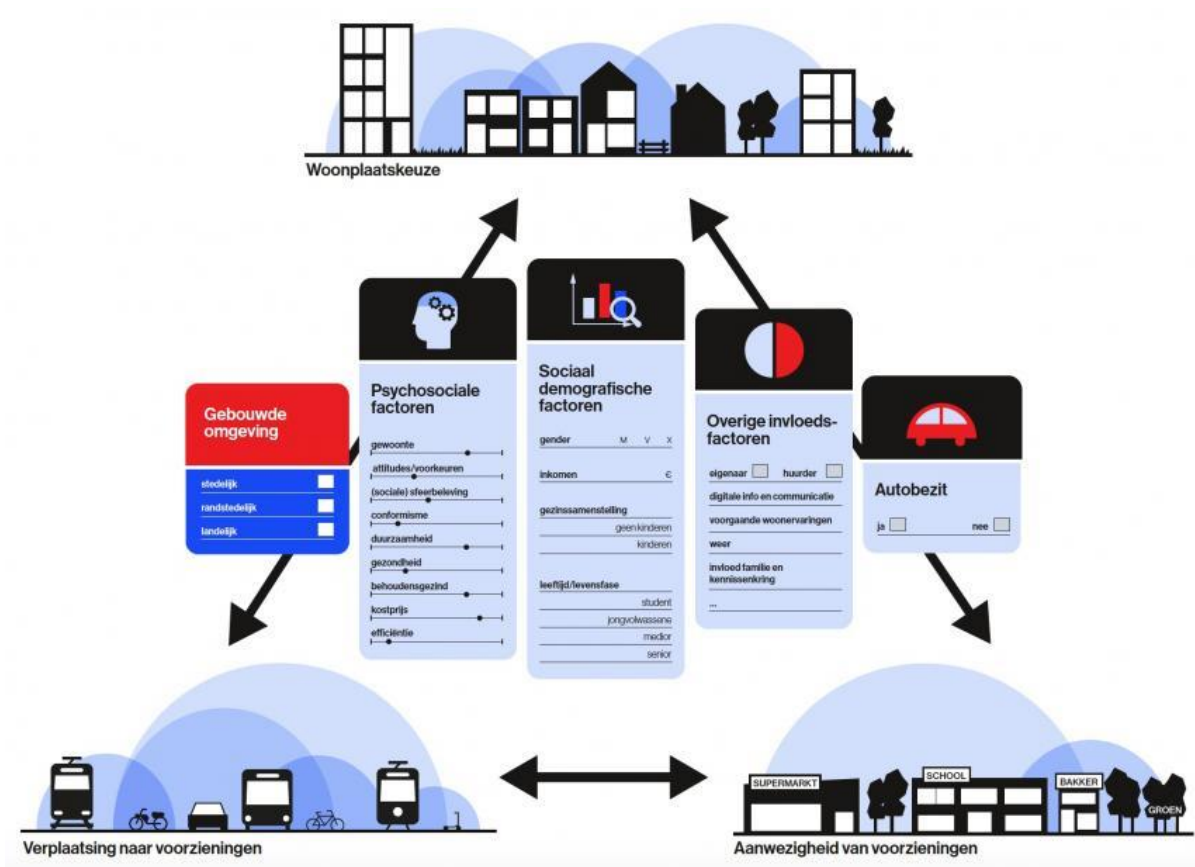 Woonplaatskeuze
Gebouwde
omgeving
stedelijk
randstedelijk
landelijk
Psychosociale
factoren
gewoonte
attitudes/voorkeuren
(sociale) sfeerbeleving
conformisme
duurzaamheid
gezondheid
behoudensgezind
kostprijs
efficiëntie
Sociaal
demografische
factoren
gender M V X
inkomen €
gezinssamenstelling
geen kinderen
kinderen
leeftijd/levensfase
student
jongvolwassene
medior
senior
Overige invloeds-
factoren
eigenaar huurder
digitale info en communicatie
voorgaande woonervaringen
weer
invloed familie en
kennissenkring
...
Autobezit
ja nee
Verplaatsing naar voorzieningen
SUPERMARKT
SCHOOL
BAKKER
GROEN
Aanwezigheid van voorzieningen